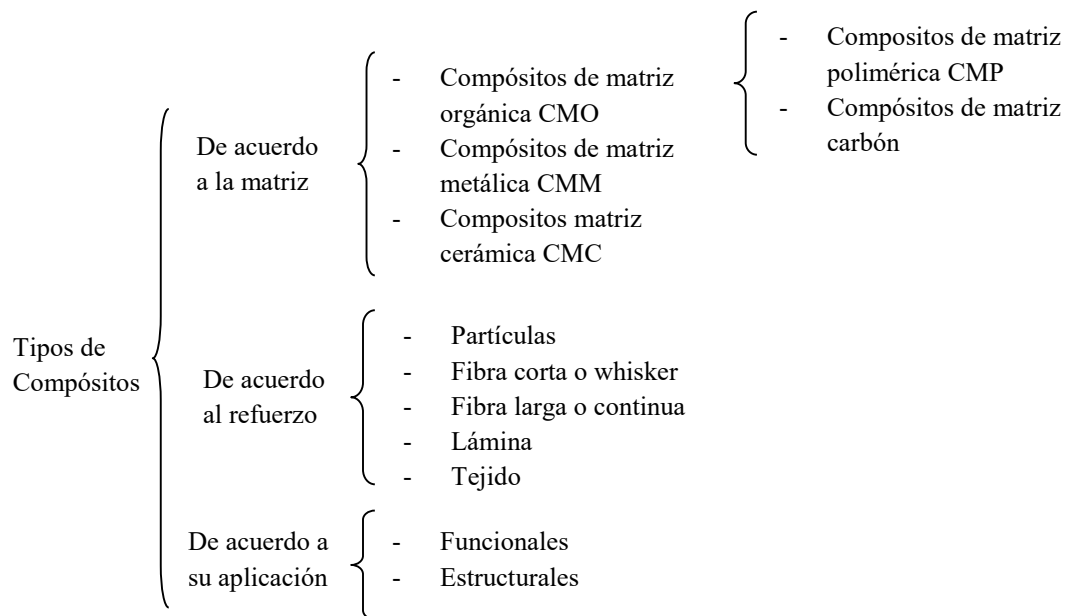 Tipos de
Compósitos
De acuerdo
a la matriz
- Compósitos de matriz
orgánica CMO
- Compósitos de matriz
metálica CMM
- Compositos matriz
cerámica CMC
- Compositos de matriz
polimérica CMP
- Compósitos de matriz
carbón
De acuerdo
al refuerzo
- Partículas
- Fibra corta o whisker
- Fibra larga o continua
- Lámina
- Tejido
De acuerdo a
su aplicación
- Funcionales
- Estructurales